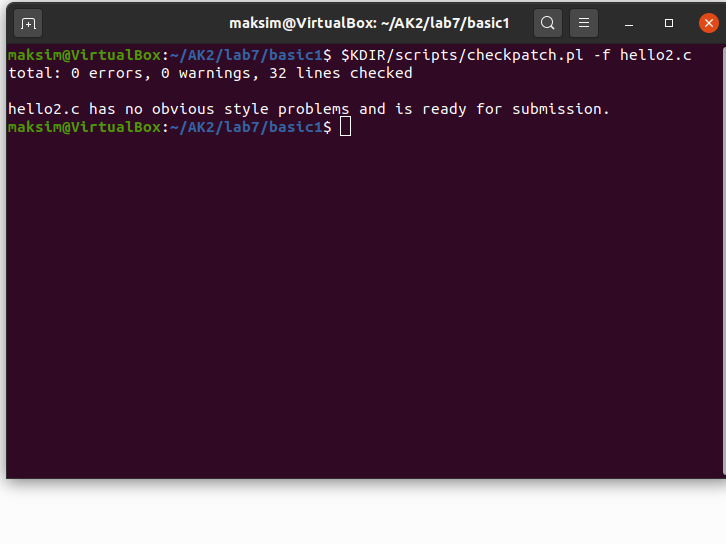 maksim@VirtualBox: ~/AK2/lab7/basic1
maksim@VirtualBox:~/AK2/lab7/basic1$ $KDIR/scripts/checkpatch.pl -f hello2.c
total: 0 errors, 0 warnings, 32 lines checked
hello2.c has no obvious style problems and is ready for submission.
maksim@VirtualBox:~/AK2/lab7/basic1$